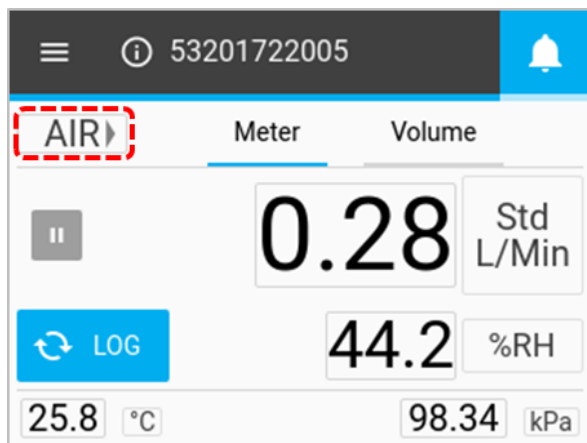 53201722005
AIR Meter Volume
0.28 Std L/Min
LOG 44.2 %RH
25.8 °C 98.34 kPa